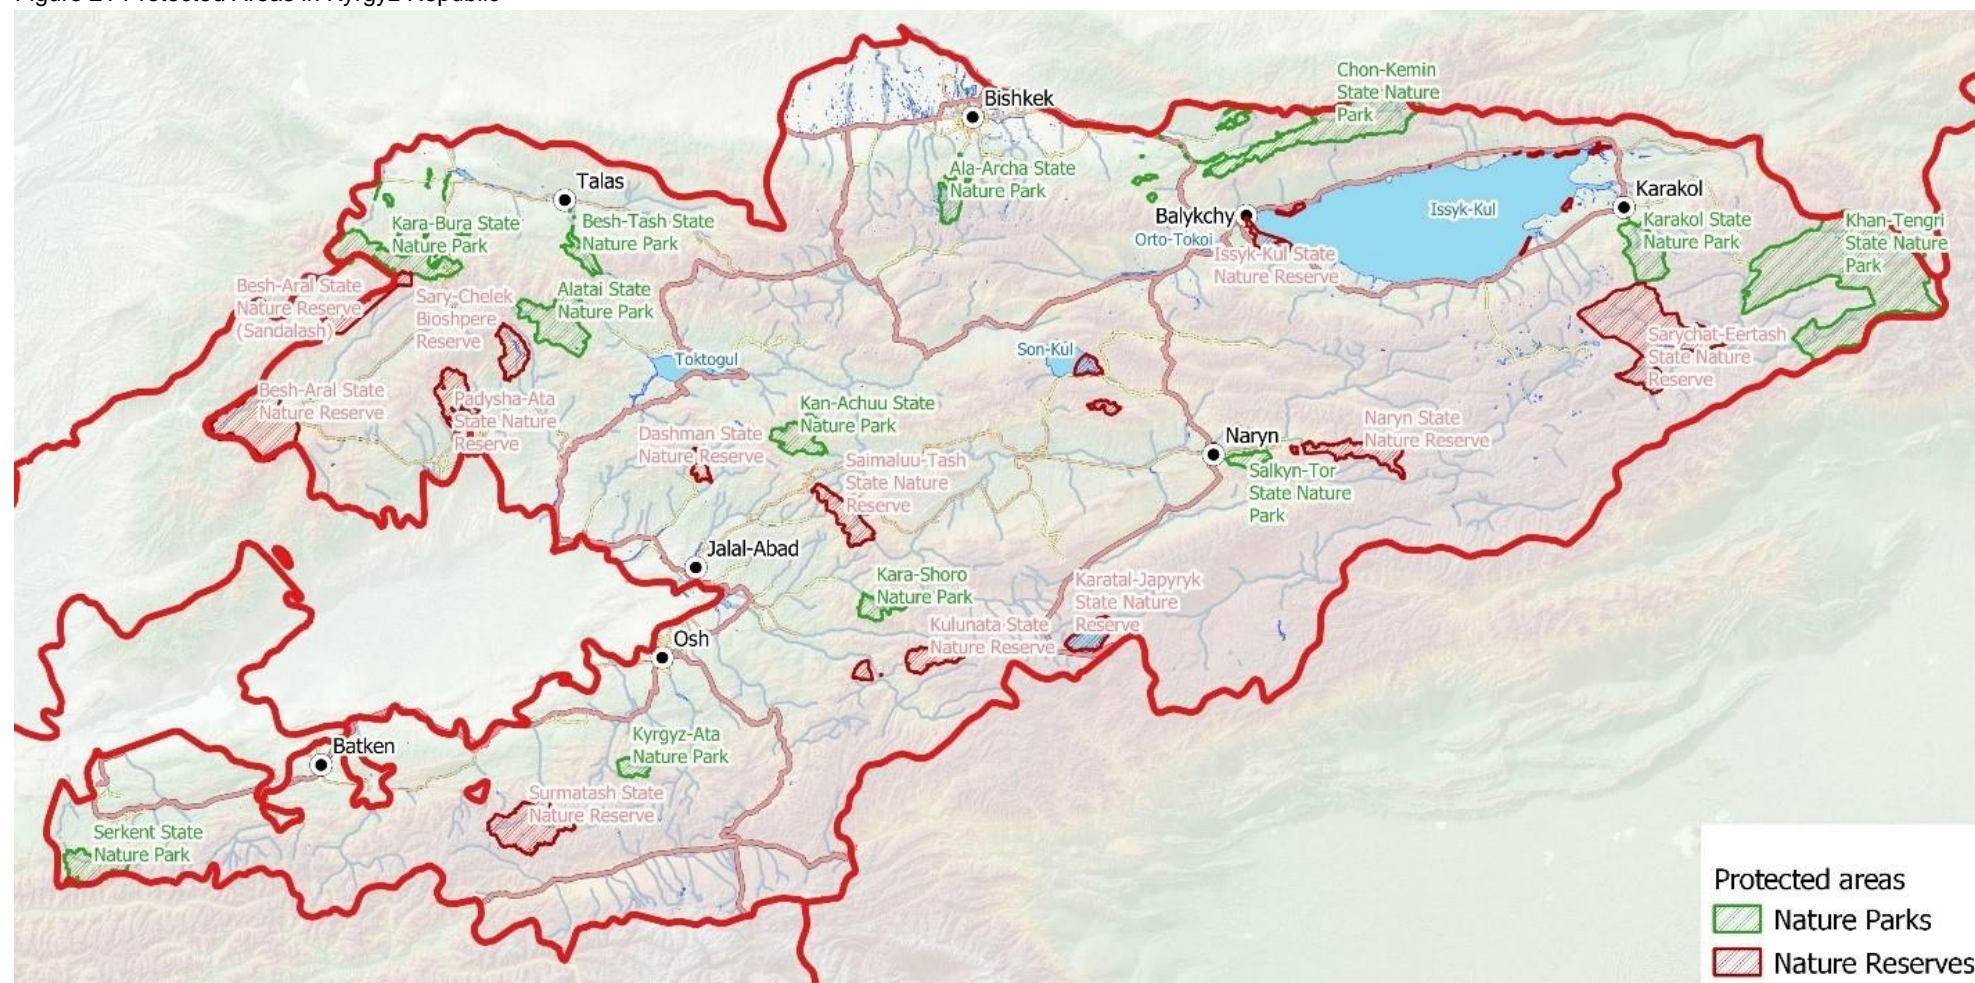 Chon-Kemin
State Nature
Park
Bishkek
Ala-Archa State
Nature Park
Talas
Kara-Bura State
Nature Park
Besh-Tash State
Nature Park
Balykchy
Orto-Tokoi
Issyk-Kul
Karakol
Karakol State
Nature Park
Khan-Tengri
State Nature
Park
Issyk-Kul State
Nature Reserve
Besh-Aral State
Nature Reserve
(Sandalash)
Sary-Chelek
Bioshpere
Reserve
Alatai State
Nature Park
Toktogul
Son-Kül
Sarychat-Eertash
State Nature
Reserve
Besh-Aral State
Nature Reserve
Padysha-Ata
State Nature
Reserve
Kan-Achuu State
Nature Park
Dashman State
Nature Reserve
Saimaluu-Tash
State Nature
Reserve
Naryn
Salkyn-Tor
State Nature
Park
Naryn State
Nature Reserve
Jalal-Abad
Kara-Shoro
Nature Park
Karatal-Japyryk
State Nature
Reserve
Kulunata State
Nature Reserve
Osh
Batken
Kyrgyz-Ata
Nature Park
Surmatash State
Nature Reserve
Serkent State
Nature Park
Protected areas
Nature Parks
Nature Reserves